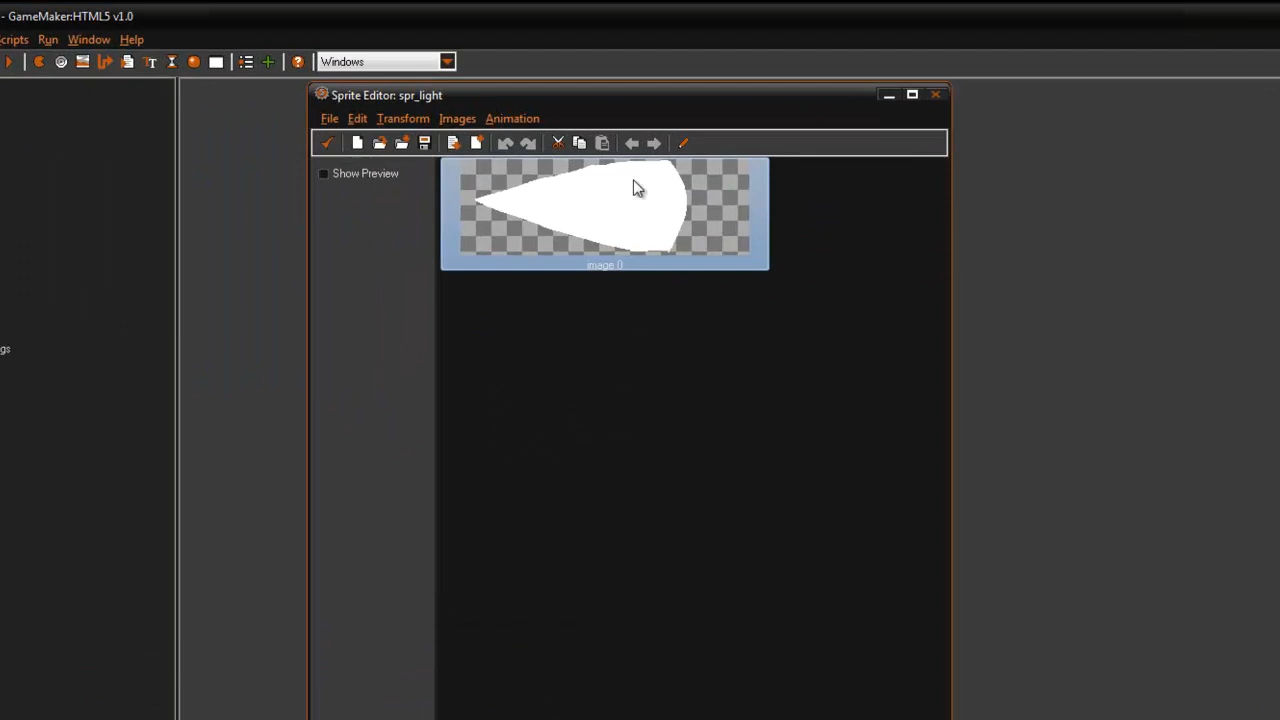 - GameMaker:HTML5 v1.0
cripts Run Window Help
TT Windows
Sprite Editor: spr_light
File Edit Transform Images Animation
Show Preview
image 0
gs